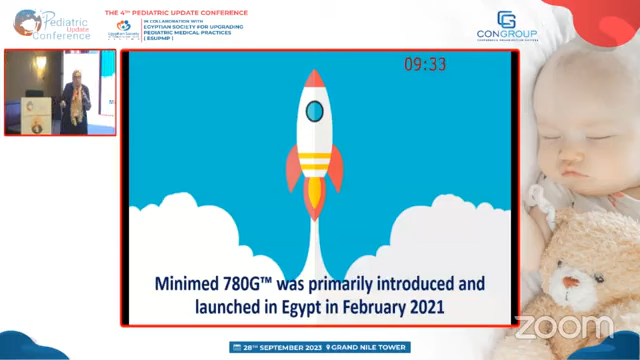 Pediatric
Update
Conference
THE 4TH PEDIATRIC UPDATE CONFERENCE
Egyptian Society
IN COLLABORATION WITH
EGYPTIAN SOCIETY FOR UPGRADING
PEDIATRIC MEDICAL PRACTICES
( ESUPMP )
CONGROUP
09:33
Minimed 780G™ was primarily introduced and
launched in Egypt in February 2021
zoom
28TH SEPTEMBER 2023 GRAND NILE TOWER